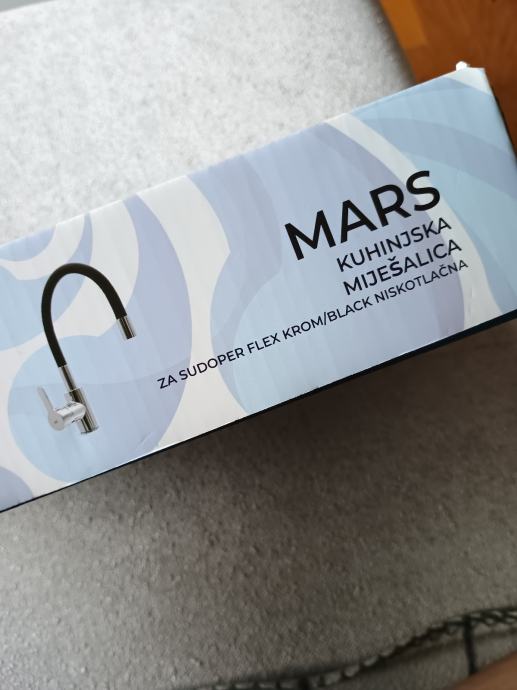 MARS
KUHINJSKA
MIJEŠALICA
ZA SUDOPER FLEX KROM/BLACK NISKOTLAČNA